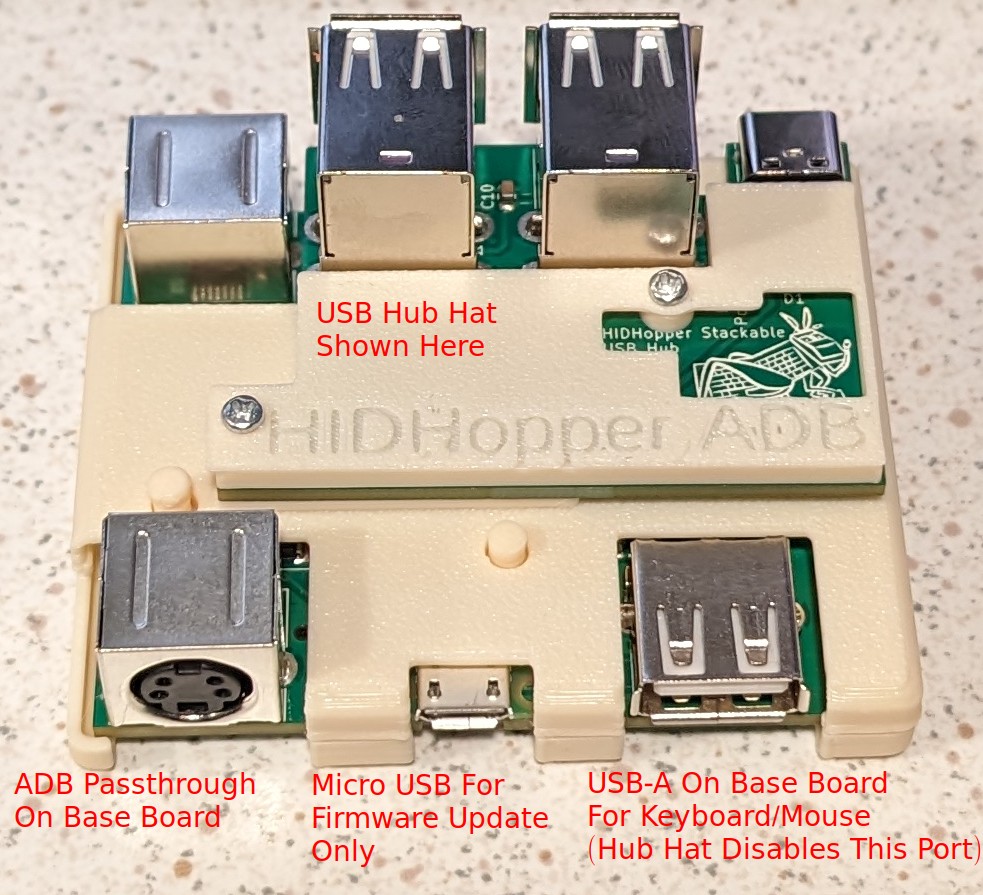 C10
D1
HIDHopper Stackable
USB Hub
USB Hub Hat
Shown Here
HIDHopper ADB
ADB Passthrough
On Base Board
Micro USB For
Firmware Update
Only
USB-A On Base Board
For Keyboard/Mouse
(Hub Hat Disables This Port)